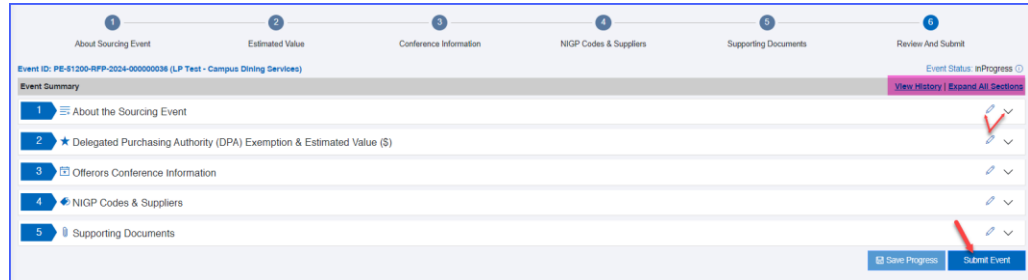 1 2 3 4 5 6
About Sourcing Event Estimated Value Conference Information NIGP Codes & Suppliers Supporting Documents Review And Submit
Event ID: PE-51200-RFP-2024-000000036 (LP Test - Campus Dining Services) Event Status: inProgress
Event Summary View History | Expand All Sections
1 About the Sourcing Event
2 Delegated Purchasing Authority (DPA) Exemption & Estimated Value ($)
3 Offerors Conference Information
4 NIGP Codes & Suppliers
5 Supporting Documents
Save Progress Submit Event